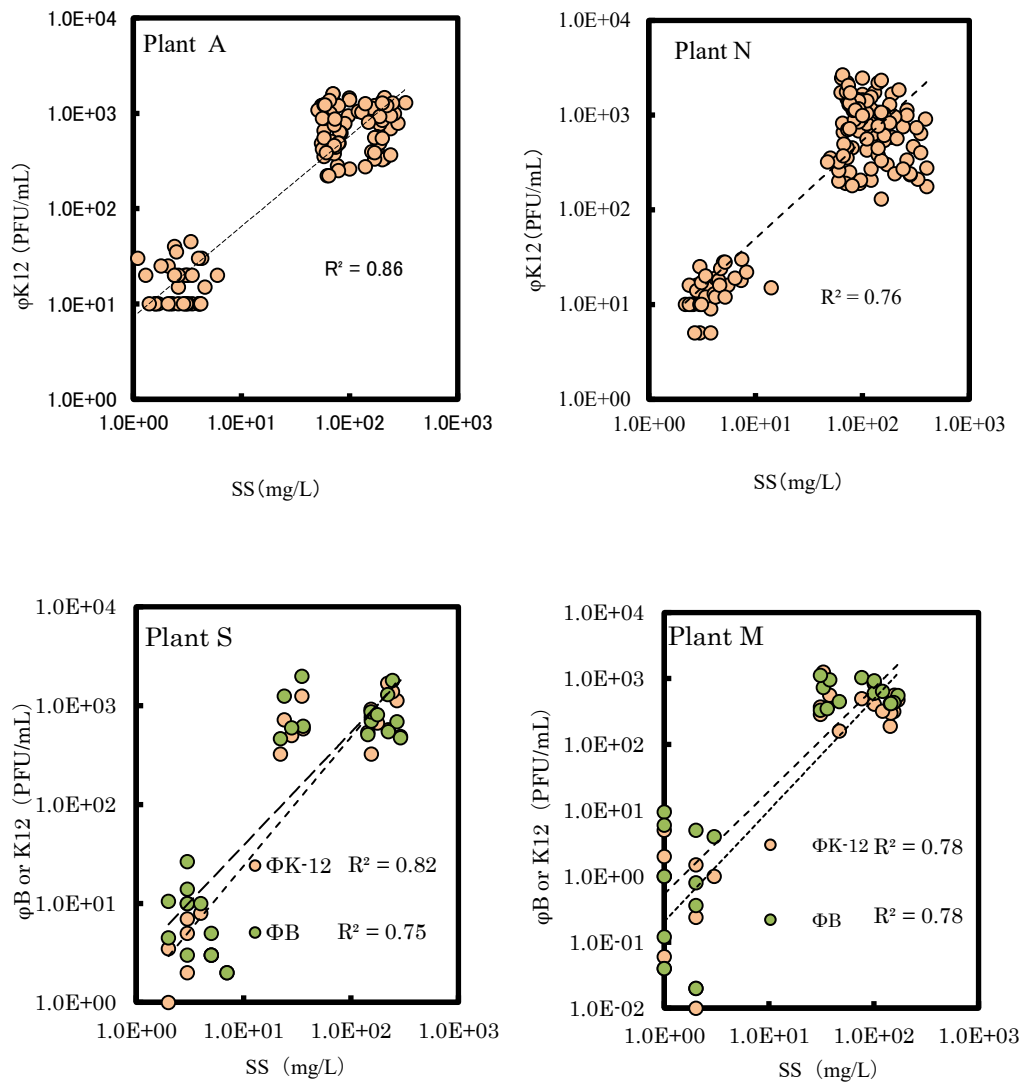 Plant A
1.0E+04
1.0E+03
1.0E+02
1.0E+01
1.0E+00
φK12 (PFU/mL)
R² = 0.86
1.0E+00 1.0E+01 1.0E+02 1.0E+03
SS(mg/L)
Plant N
1.0E+04
1.0E+03
1.0E+02
1.0E+01
1.0E+00
φK12(PFU/mL)
R² = 0.76
1.0E+00 1.0E+01 1.0E+02 1.0E+03
SS(mg/L)
Plant S
1.0E+04
1.0E+03
1.0E+02
1.0E+01
1.0E+00
φB or K12 (PFU/mL)
ΦK-12 R² = 0.82
ΦB R² = 0.75
1.0E+00 1.0E+01 1.0E+02 1.0E+03
SS (mg/L)
Plant M
1.0E+04
1.0E+03
1.0E+02
1.0E+01
1.0E+00
1.0E-01
1.0E-02
φB or K12 (PFU/mL)
ΦK-12 R² = 0.78
ΦB R² = 0.78
1.0E+00 1.0E+01 1.0E+02 1.0E+03
SS (mg/L)